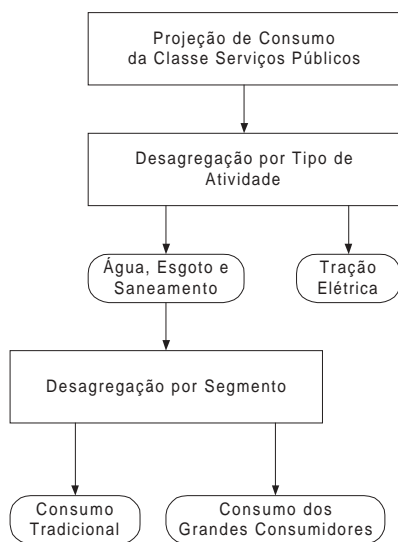 Projeção de Consumo
da Classe Serviços Públicos
Desagregação por Tipo de
Atividade
Água, Esgoto e
Saneamento
Tração
Elétrica
Desagregação por Segmento
Consumo
Tradicional
Consumo dos
Grandes Consumidores